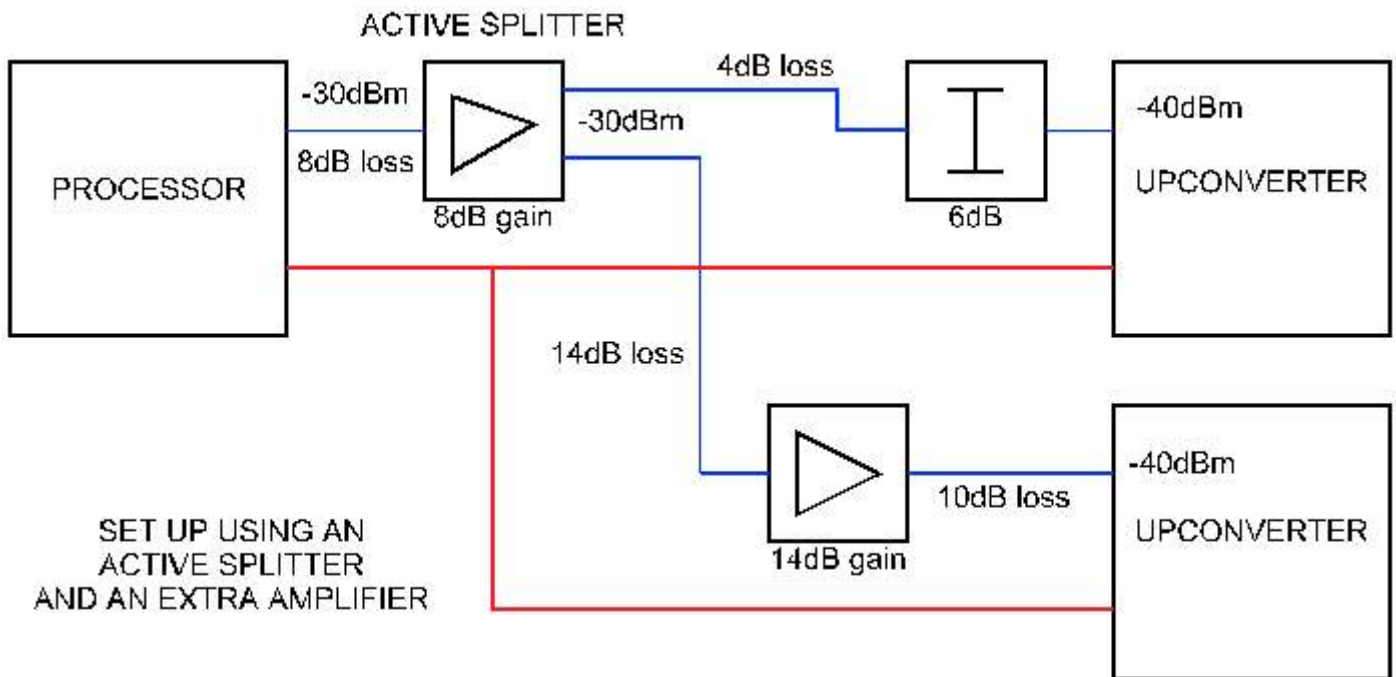 ACTIVE SPLITTER
PROCESSOR
-30dBm
8dB loss
8dB gain
4dB loss
-30dBm
6dB
-40dBm
UPCONVERTER
14dB loss
14dB gain
10dB loss
-40dBm
UPCONVERTER
SET UP USING AN
ACTIVE SPLITTER
AND AN EXTRA AMPLIFIER